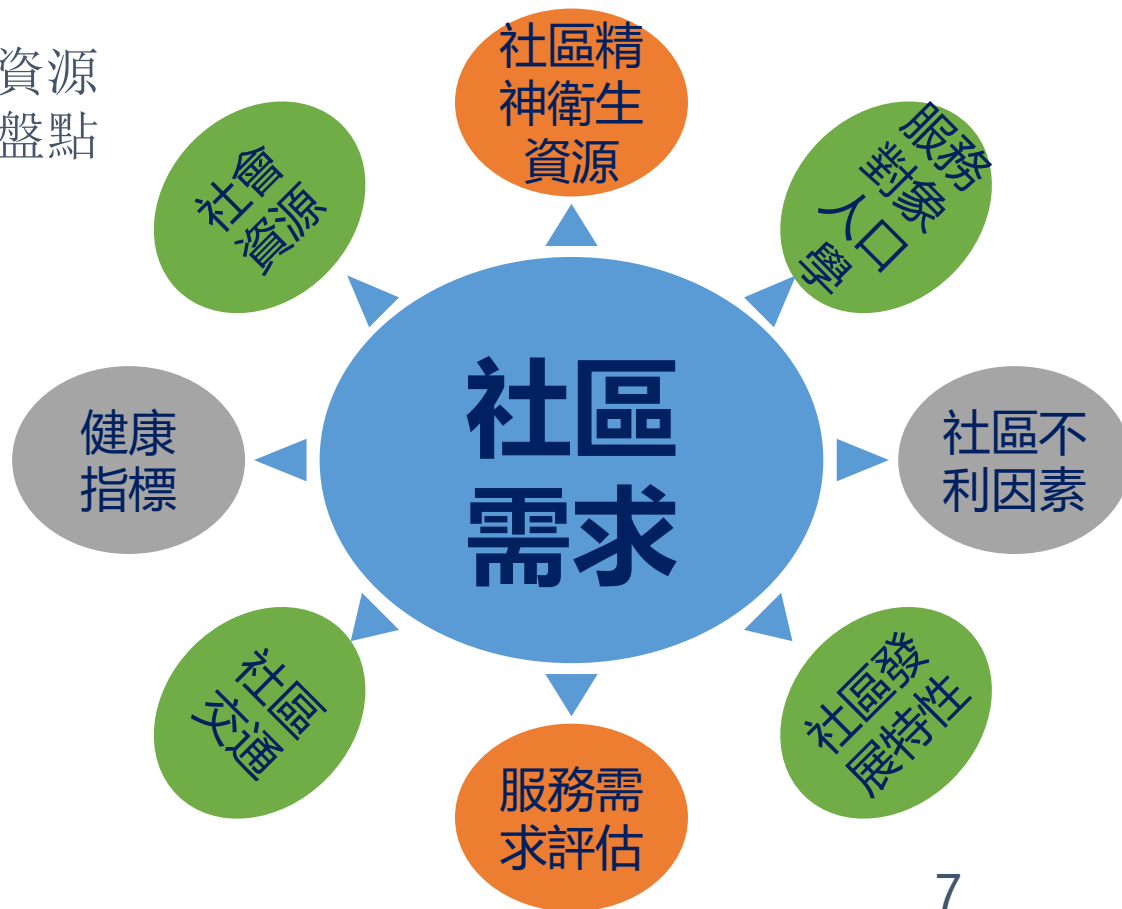 資源
盤點
社區精
神衛生
資源
服務
對象
人口
學
社區不
利因素
社區發
展特性
服務需
求評估
社區
交通
健康
指標
社會
資源
社區
需求
7